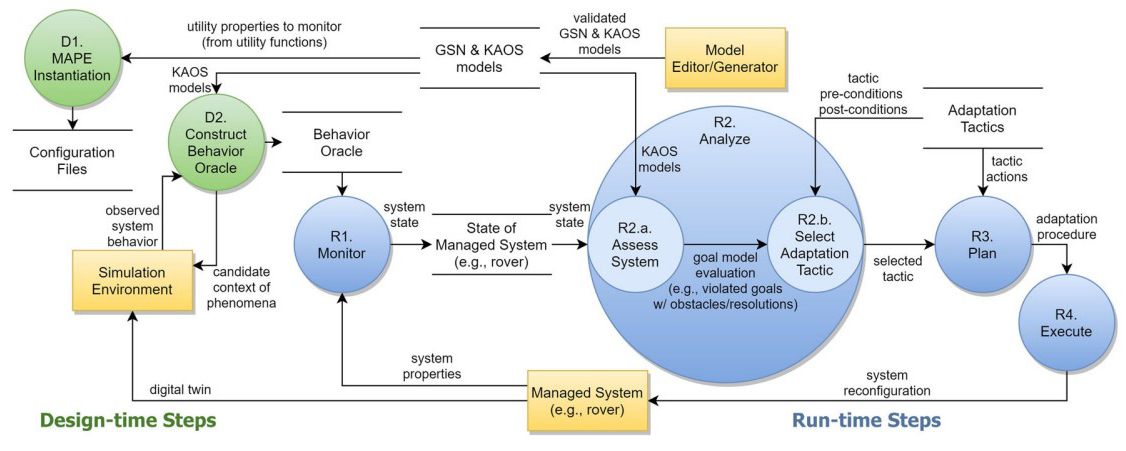 D1.
MAPE
Instantiation
utility properties to monitor
(from utility functions)
GSN & KAOS
models
validated
GSN & KAOS
models
Model
Editor/Generator
KAOS
models
D2.
Construct
Behavior
Oracle
Configuration
Files
Behavior
Oracle
R2.
Analyze
tactic
pre-conditions
post-conditions
Adaptation
Tactics
KAOS
models
tactic
actions
observed
system
behavior
R1.
Monitor
system
state
State of
Managed System
(e.g., rover)
system
state
R2.a.
Assess
System
goal model
evaluation
(e.g., violated goals
w/ obstacles/resolutions)
R2.b.
Select
Adaptation
Tactic
selected
tactic
R3.
Plan
adaptation
procedure
Simulation
Environment
candidate
context of
phenomena
R4.
Execute
system
properties
digital twin
Managed System
(e.g., rover)
system
reconfiguration
Design-time Steps
Run-time Steps